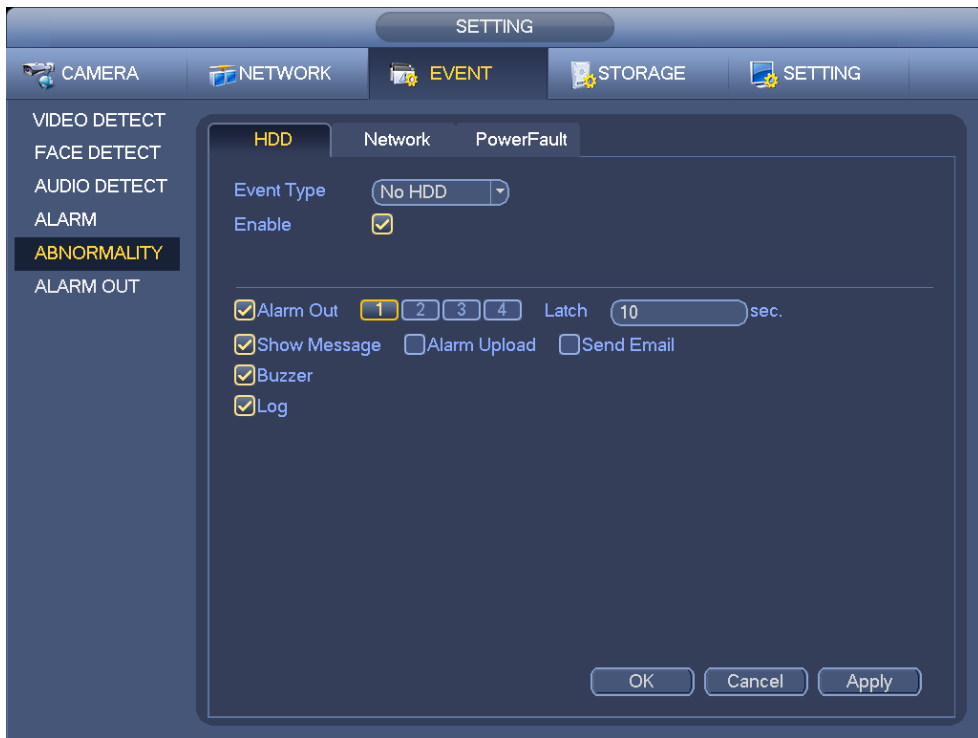 SETTING
CAMERA NETWORK EVENT STORAGE SETTING
VIDEO DETECT
FACE DETECT
AUDIO DETECT
ALARM
ABNORMALITY
ALARM OUT
HDD Network PowerFault
Event Type No HDD
Enable
Alarm Out 1 2 3 4 Latch 10 sec.
Show Message Alarm Upload Send Email
Buzzer
Log
OK Cancel Apply